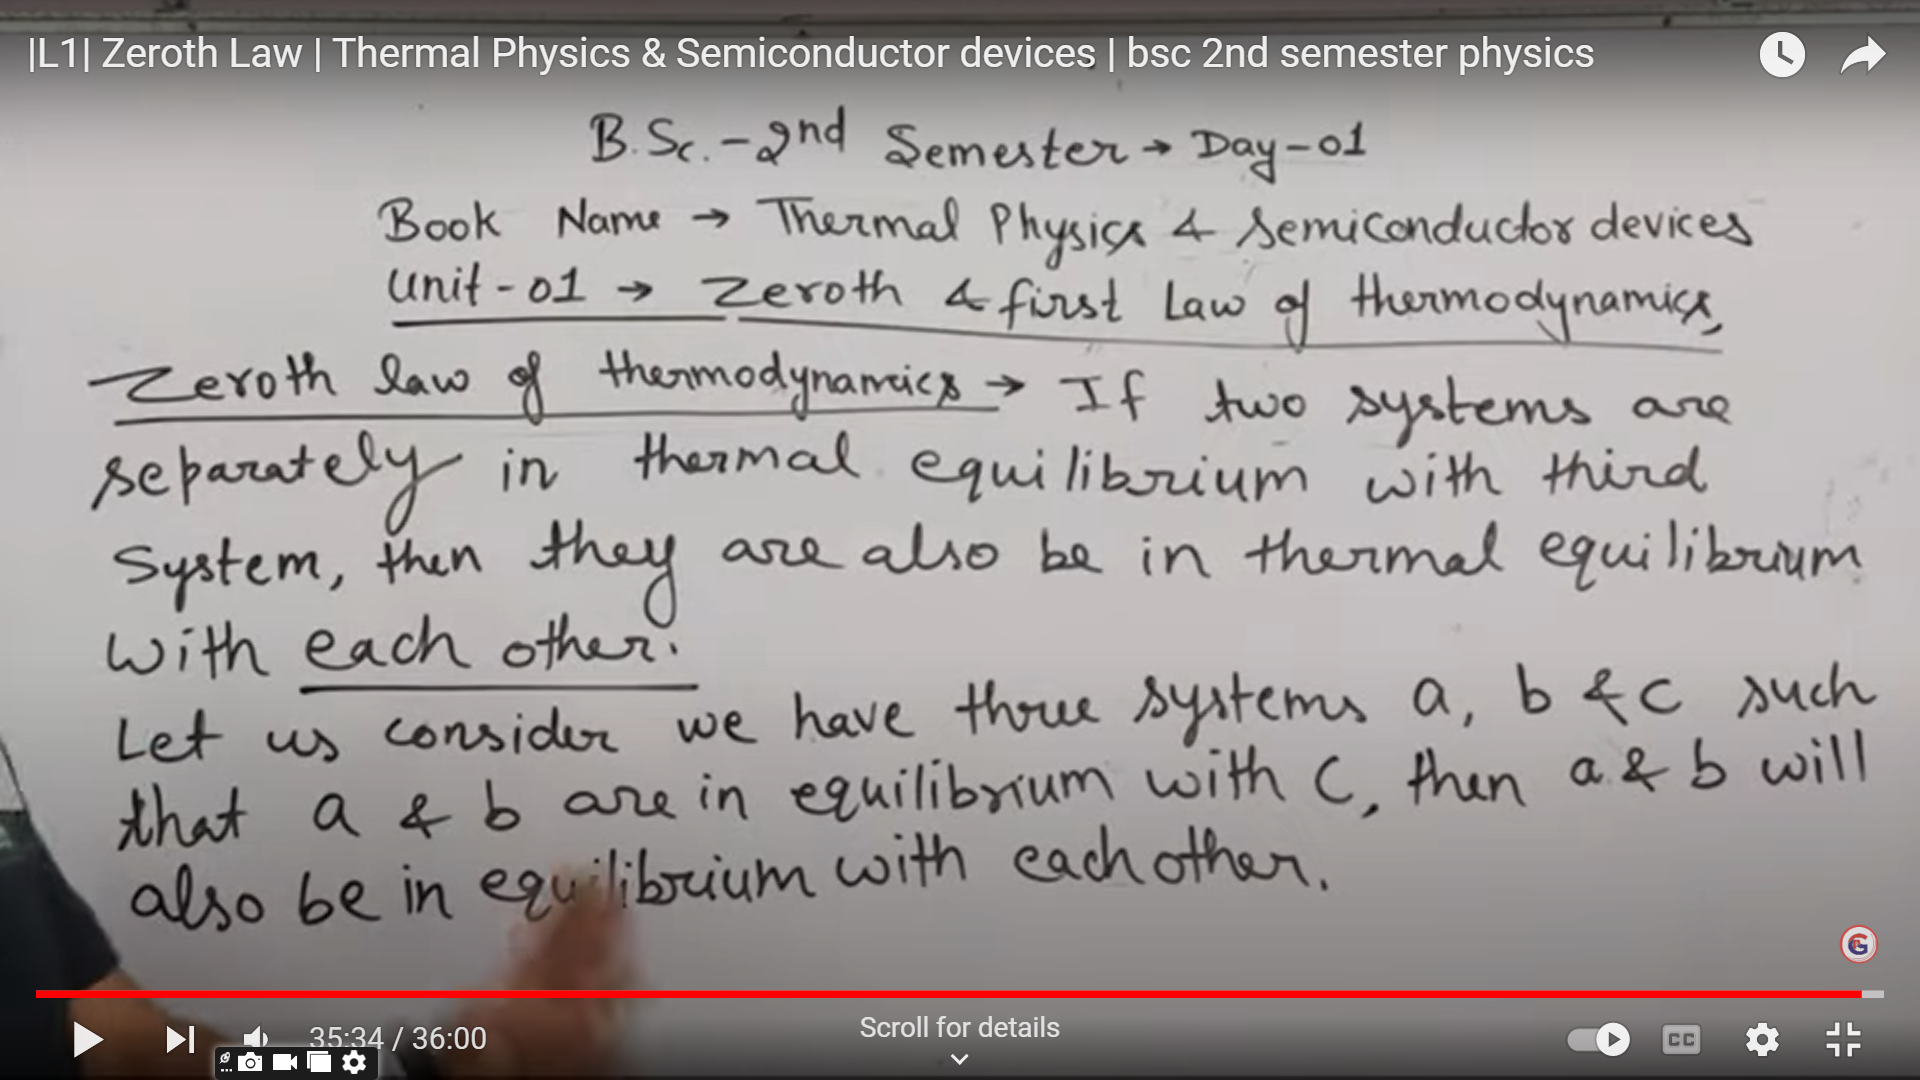 |L1| Zeroth Law | Thermal Physics & Semiconductor devices | bsc 2nd semester physics
B.Sc. - 2nd Semester → Day-01
Book Name → Thermal Physics & Semiconductor devices
Unit-01 → Zeroth & first Law of thermodynamics,
Zeroth law of thermodynamics → If two systems are
separately in thermal equilibrium with third
System, then they are also be in thermal equilibrium
with each other.
Let us consider we have three systems a, b & c such
that a & b are in equilibrium with C, then a & b will
also be in equilibrium with each other.
G
35:34 / 36:00
Scroll for details
CC